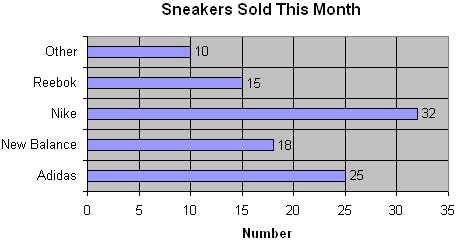 Sneakers Sold This Month
Other 10
Reebok 15
Nike 32
New Balance 18
Adidas 25
0 5 10 15 20 25 30 35
Number